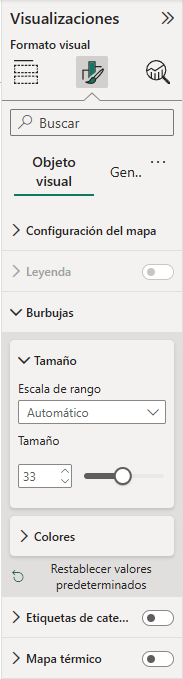 Visualizaciones
Formato visual
Buscar
Objeto
visual
Gen..
Configuración del mapa
Leyenda
Burbujas
Tamaño
Escala de rango
Automático
Tamaño
33
Colores
Restablecer valores
predeterminados
Etiquetas de cate...
Mapa térmico